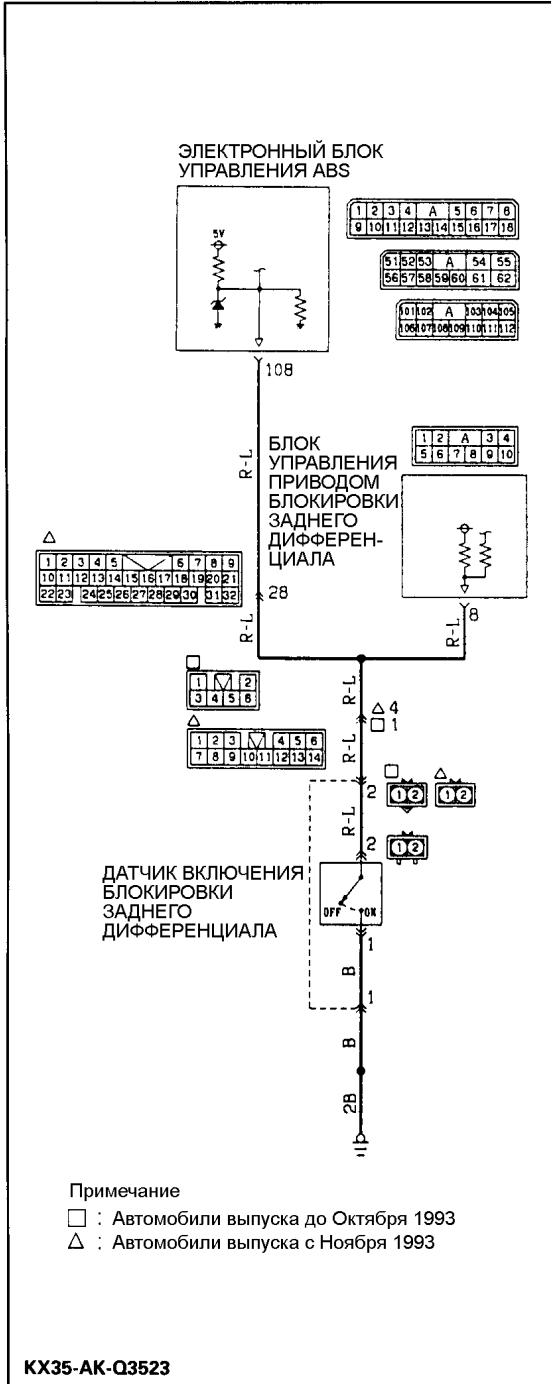 ЭЛЕКТРОННЫЙ БЛОК
УПРАВЛЕНИЯ ABS
5V
1 2 3 4 A 5 6 7 8
9 10 11 12 13 14 15 16 17 18
51 52 53 A 54 55
56 57 58 59 60 61 62
101 102 A 103 104 105
106 107 108 109 110 111 112
108
R-L
БЛОК
УПРАВЛЕНИЯ
ПРИВОДОМ
БЛОКИРОВКИ
ЗАДНЕГО
ДИФФЕРЕН-
ЦИАЛА
1 2 A 3 4
5 6 7 8 9 10
△
1 2 3 4 5 6 7 8 9
10 11 12 13 14 15 16 17 18 19 20 21
22 23 24 25 26 27 28 29 30 31 32
28
R-L
8
R-L
□
1 2
3 4 5 6
△
1 2 3 4 5 6
7 8 9 10 11 12 13 14
R-L
△ 4
□ 1
R-L
2
□
1 2
△
1 2
R-L
2
1 2
ДАТЧИК ВКЛЮЧЕНИЯ
БЛОКИРОВКИ
ЗАДНЕГО
ДИФФЕРЕНЦИАЛА
OFF ON
1
B
1
B
2B
Примечание
□ : Автомобили выпуска до Октября 1993
△ : Автомобили выпуска с Ноября 1993
KX35-AK-Q3523